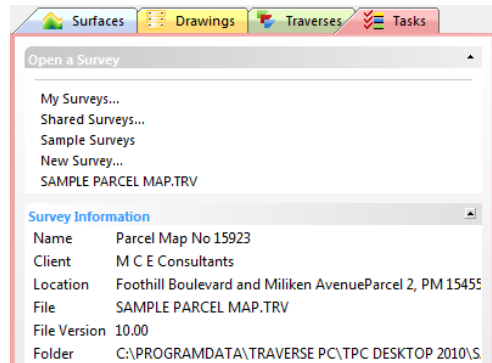 Surfaces Drawings Traverses Tasks
Open a Survey
My Surveys...
Shared Surveys...
Sample Surveys
New Survey...
SAMPLE PARCEL MAP.TRV
Survey Information
Name Parcel Map No 15923
Client M C E Consultants
Location Foothill Boulevard and Miliken AvenueParcel 2, PM 15455
File SAMPLE PARCEL MAP.TRV
File Version 10.00
Folder C:\PROGRAMDATA\TRAVERSE PC\TPC DESKTOP 2010\S